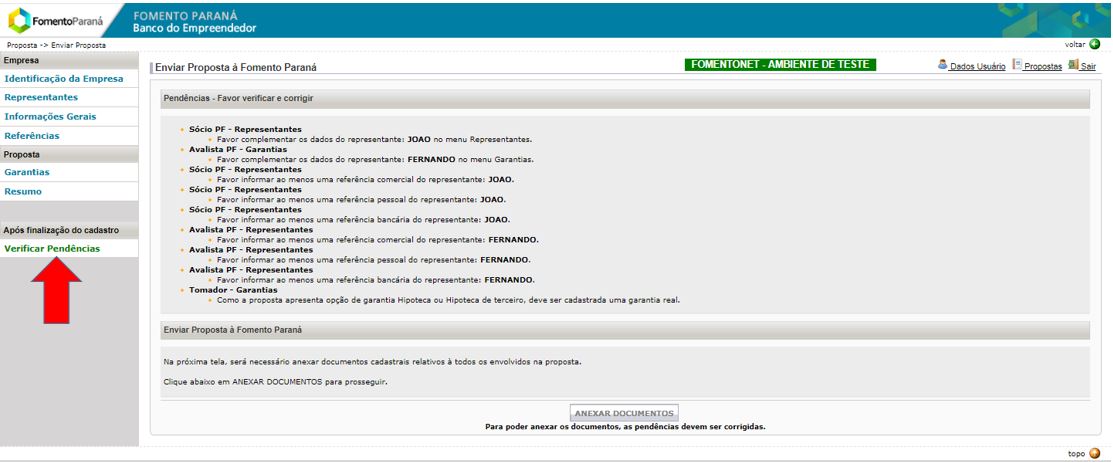 FomentoParaná
FOMENTO PARANÁ
Banco do Empreendedor
Proposta -> Enviar Proposta
voltar
Empresa
Identificação da Empresa
Representantes
Informações Gerais
Referências
Proposta
Garantias
Resumo
Após finalização do cadastro
Verificar Pendências
Enviar Proposta à Fomento Paraná
FOMENTONET - AMBIENTE DE TESTE
Dados Usuário Propostas Sair
Pendências - Favor verificar e corrigir
Sócio PF - Representantes
Favor complementar os dados do representante: JOAO no menu Representantes.
Avalista PF - Garantias
Favor complementar os dados do representante: FERNANDO no menu Garantias.
Sócio PF - Representantes
Favor informar ao menos uma referência comercial do representante: JOAO.
Sócio PF - Representantes
Favor informar ao menos uma referência pessoal do representante: JOAO.
Sócio PF - Representantes
Favor informar ao menos uma referência bancária do representante: JOAO.
Avalista PF - Representantes
Favor informar ao menos uma referência comercial do representante: FERNANDO.
Avalista PF - Representantes
Favor informar ao menos uma referência pessoal do representante: FERNANDO.
Avalista PF - Representantes
Favor informar ao menos uma referência bancária do representante: FERNANDO.
Tomador - Garantias
Como a proposta apresenta opção de garantia Hipoteca ou Hipoteca de terceiro, deve ser cadastrada uma garantia real.
Enviar Proposta à Fomento Paraná
Na próxima tela, será necessário anexar documentos cadastrais relativos à todos os envolvidos na proposta.
Clique abaixo em ANEXAR DOCUMENTOS para prosseguir.
ANEXAR DOCUMENTOS
Para poder anexar os documentos, as pendências devem ser corrigidas.
topo